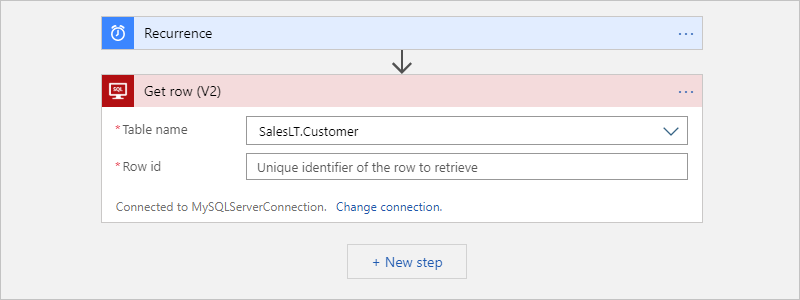 Recurrence
...
SQL
Get row (V2)
...
*Table name
SalesLT.Customer
*Row id
Unique identifier of the row to retrieve
Connected to MySQLServerConnection. Change connection.
+ New step